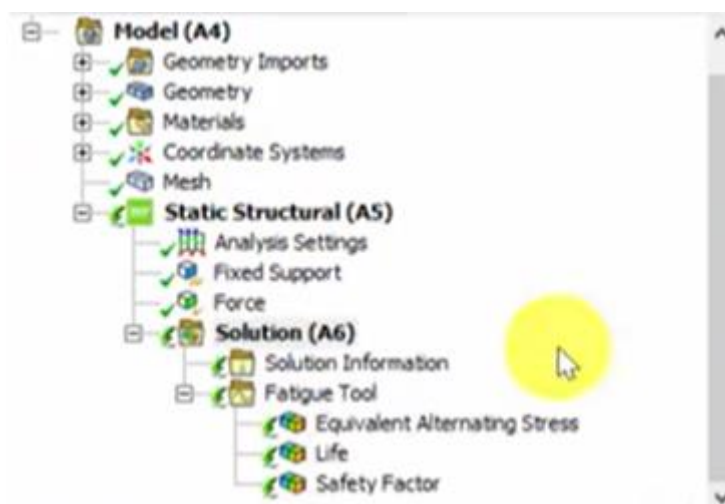 Model (A4)
Geometry Imports
Geometry
Materials
Coordinate Systems
Mesh
Static Structural (A5)
Analysis Settings
Fixed Support
Force
Solution (A6)
Solution Information
Fatigue Tool
Equivalent Alternating Stress
Life
Safety Factor